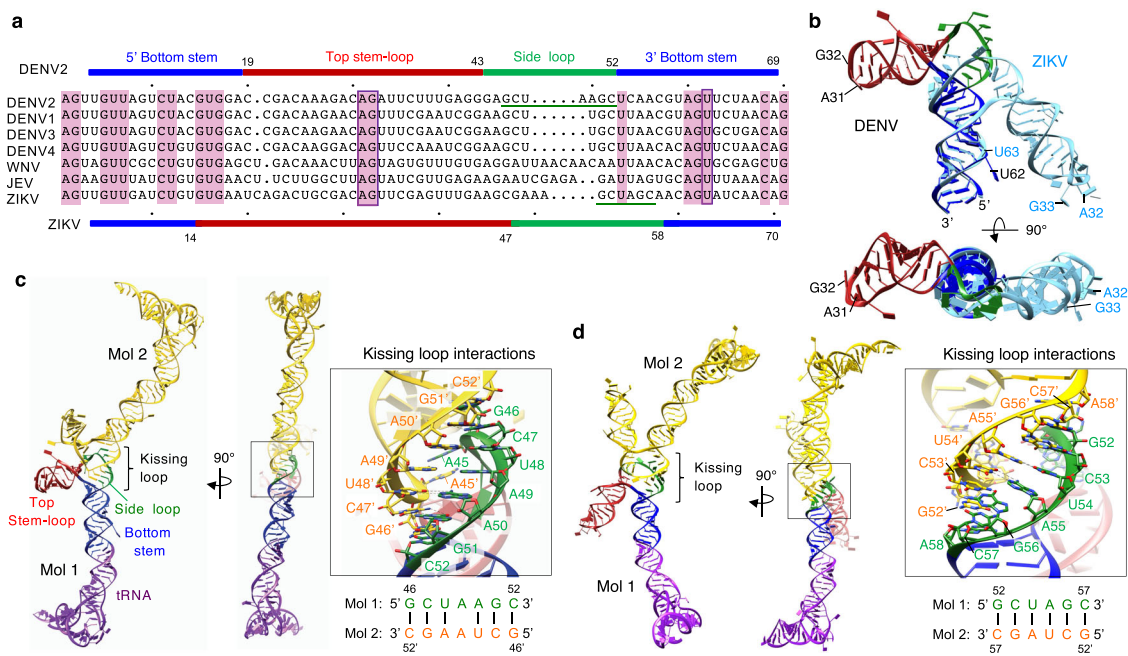 a
5' Bottom stem
Top stem-loop
Side loop
3' Bottom stem
DENV2
19
43
52
69
DENV2 AGUUGUUAGUCUACGUGGAC.CGACAAAGACAGAUUCUUUGAGGGAGCU.....AAGCUCAACGUAGUUCUAACAG
DENV1 AGUUGUUAGUCUACGUGGAC.CGACAAGAACAGUUUCGAAUCGGAAGCU......UGCUUAACGUAGUUCUAACAG
DENV3 AGUUGUUAGUCUACGUGGAC.CGACAAGAACAGUUUCGAAUCGGAAGCU......UGCUUAACGUAGUGCUGACAG
DENV4 AGUUGUUAGUCUACGUGGAC.CGACAAGAACAGUUUCGAAUCGGAAGCU......UGCUUAACGUAGUUCUAACAG
WNV AGUAGUUCGCCUGUGUGAGCU.GACAAACUUAGUAGUGUUUGUGAGGAUUAACAACAAUUAACACAGUGCGAGCUG
JEV AGAAGUUUAUCUGUGUGAACU.UCUUGGCUUAGUAUCGUUGAGAAGAAUCGAGA..GAUUAGUGCAGUUUAAACAG
ZIKV AGUUGUUGAUCUGUGUGAAUCAGACUGCGACAGUUCGAGUUUGAAGCGAAA.....GCUAGCAACAGUAUCAACAG
ZIKV
14
47
58
70
b
G32
A31
DENV
ZIKV
U63
U62
5'
3'
G33
A32
90°
G32
A31
A32
G33
c
Mol 2
Kissing
loop
Top
Stem-loop
Side loop
Bottom
stem
Mol 1
tRNA
90°
Kissing loop interactions
C52'
G51'
A50'
A49'
U48'
C47'
G46'
A45
A45'
G46
C47
U48
A49
A50
G51
C52
46
52
Mol 1: 5' G C U A A G C 3'
Mol 2: 3' C G A A U C G 5'
52'
46'
d
Mol 2
Kissing
loop
Mol 1
90°
Kissing loop interactions
C57'
G56'
A58'
A55'
U54'
C53'
G52'
G52
C53
U54
A55
G56
C57
A58
52
57
Mol 1: 5' G C U A G C 3'
Mol 2: 3' C G A U C G 5'
57
52'